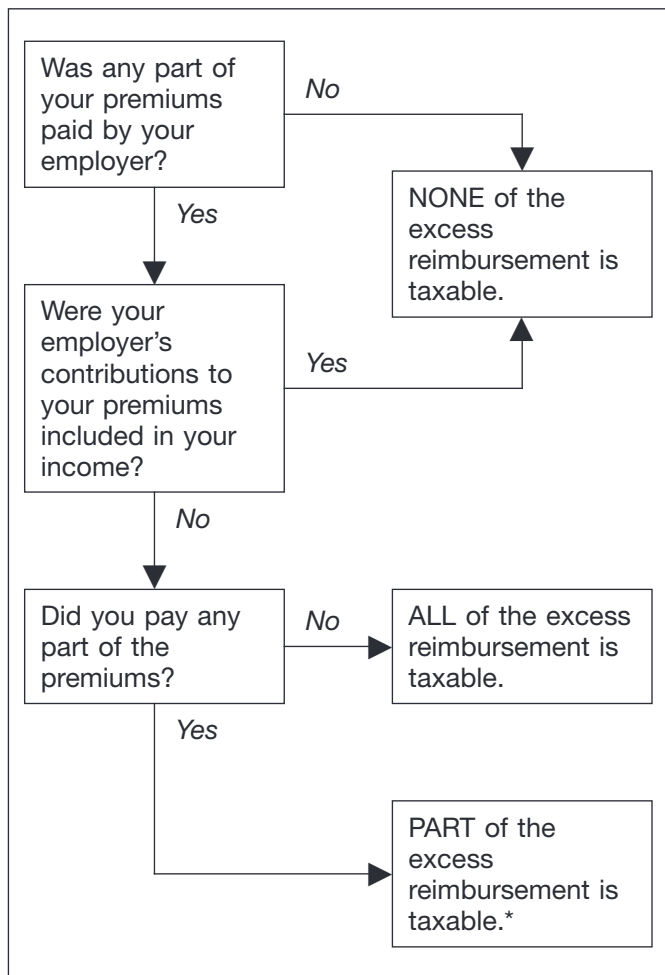 Was any part of
your premiums
paid by your
employer?
No
Yes
NONE of the
excess
reimbursement is
taxable.
Were your
employer’s
contributions to
your premiums
included in your
income?
Yes
No
Did you pay any
part of the
premiums?
No
ALL of the excess
reimbursement is
taxable.
Yes
PART of the
excess
reimbursement is
taxable.*